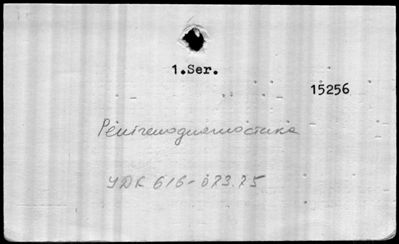 1.Ser.
15256
Рентгенодиагностика
УДК 616-073.75